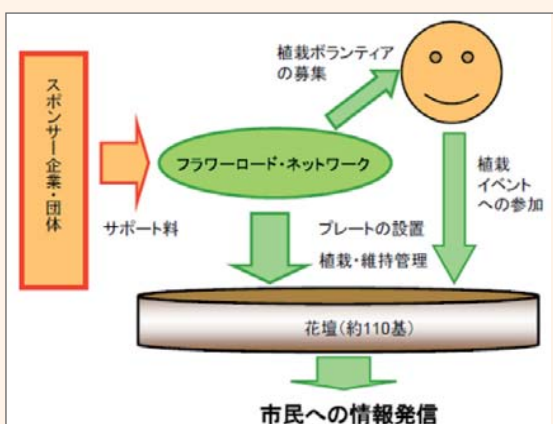 植栽ボランティア
の募集
スポンサー企業・団体
フラワーロード・ネットワーク
サポート料
植栽
イベント
への参加
プレートの設置
植栽・維持管理
花壇(約110基)
市民への情報発信